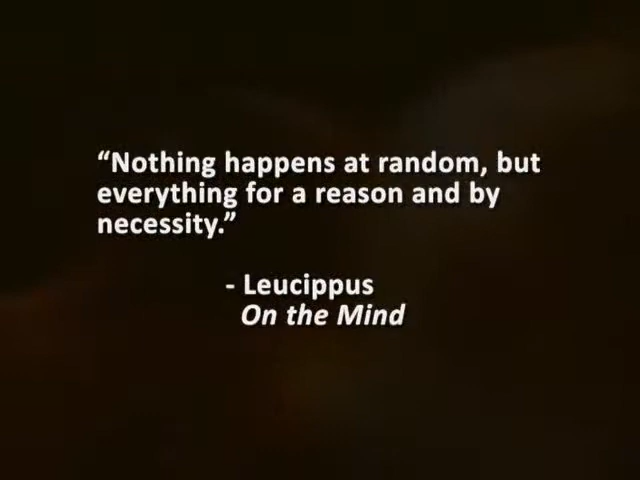 “Nothing happens at random, but
everything for a reason and by
necessity.”
- Leucippus
On the Mind